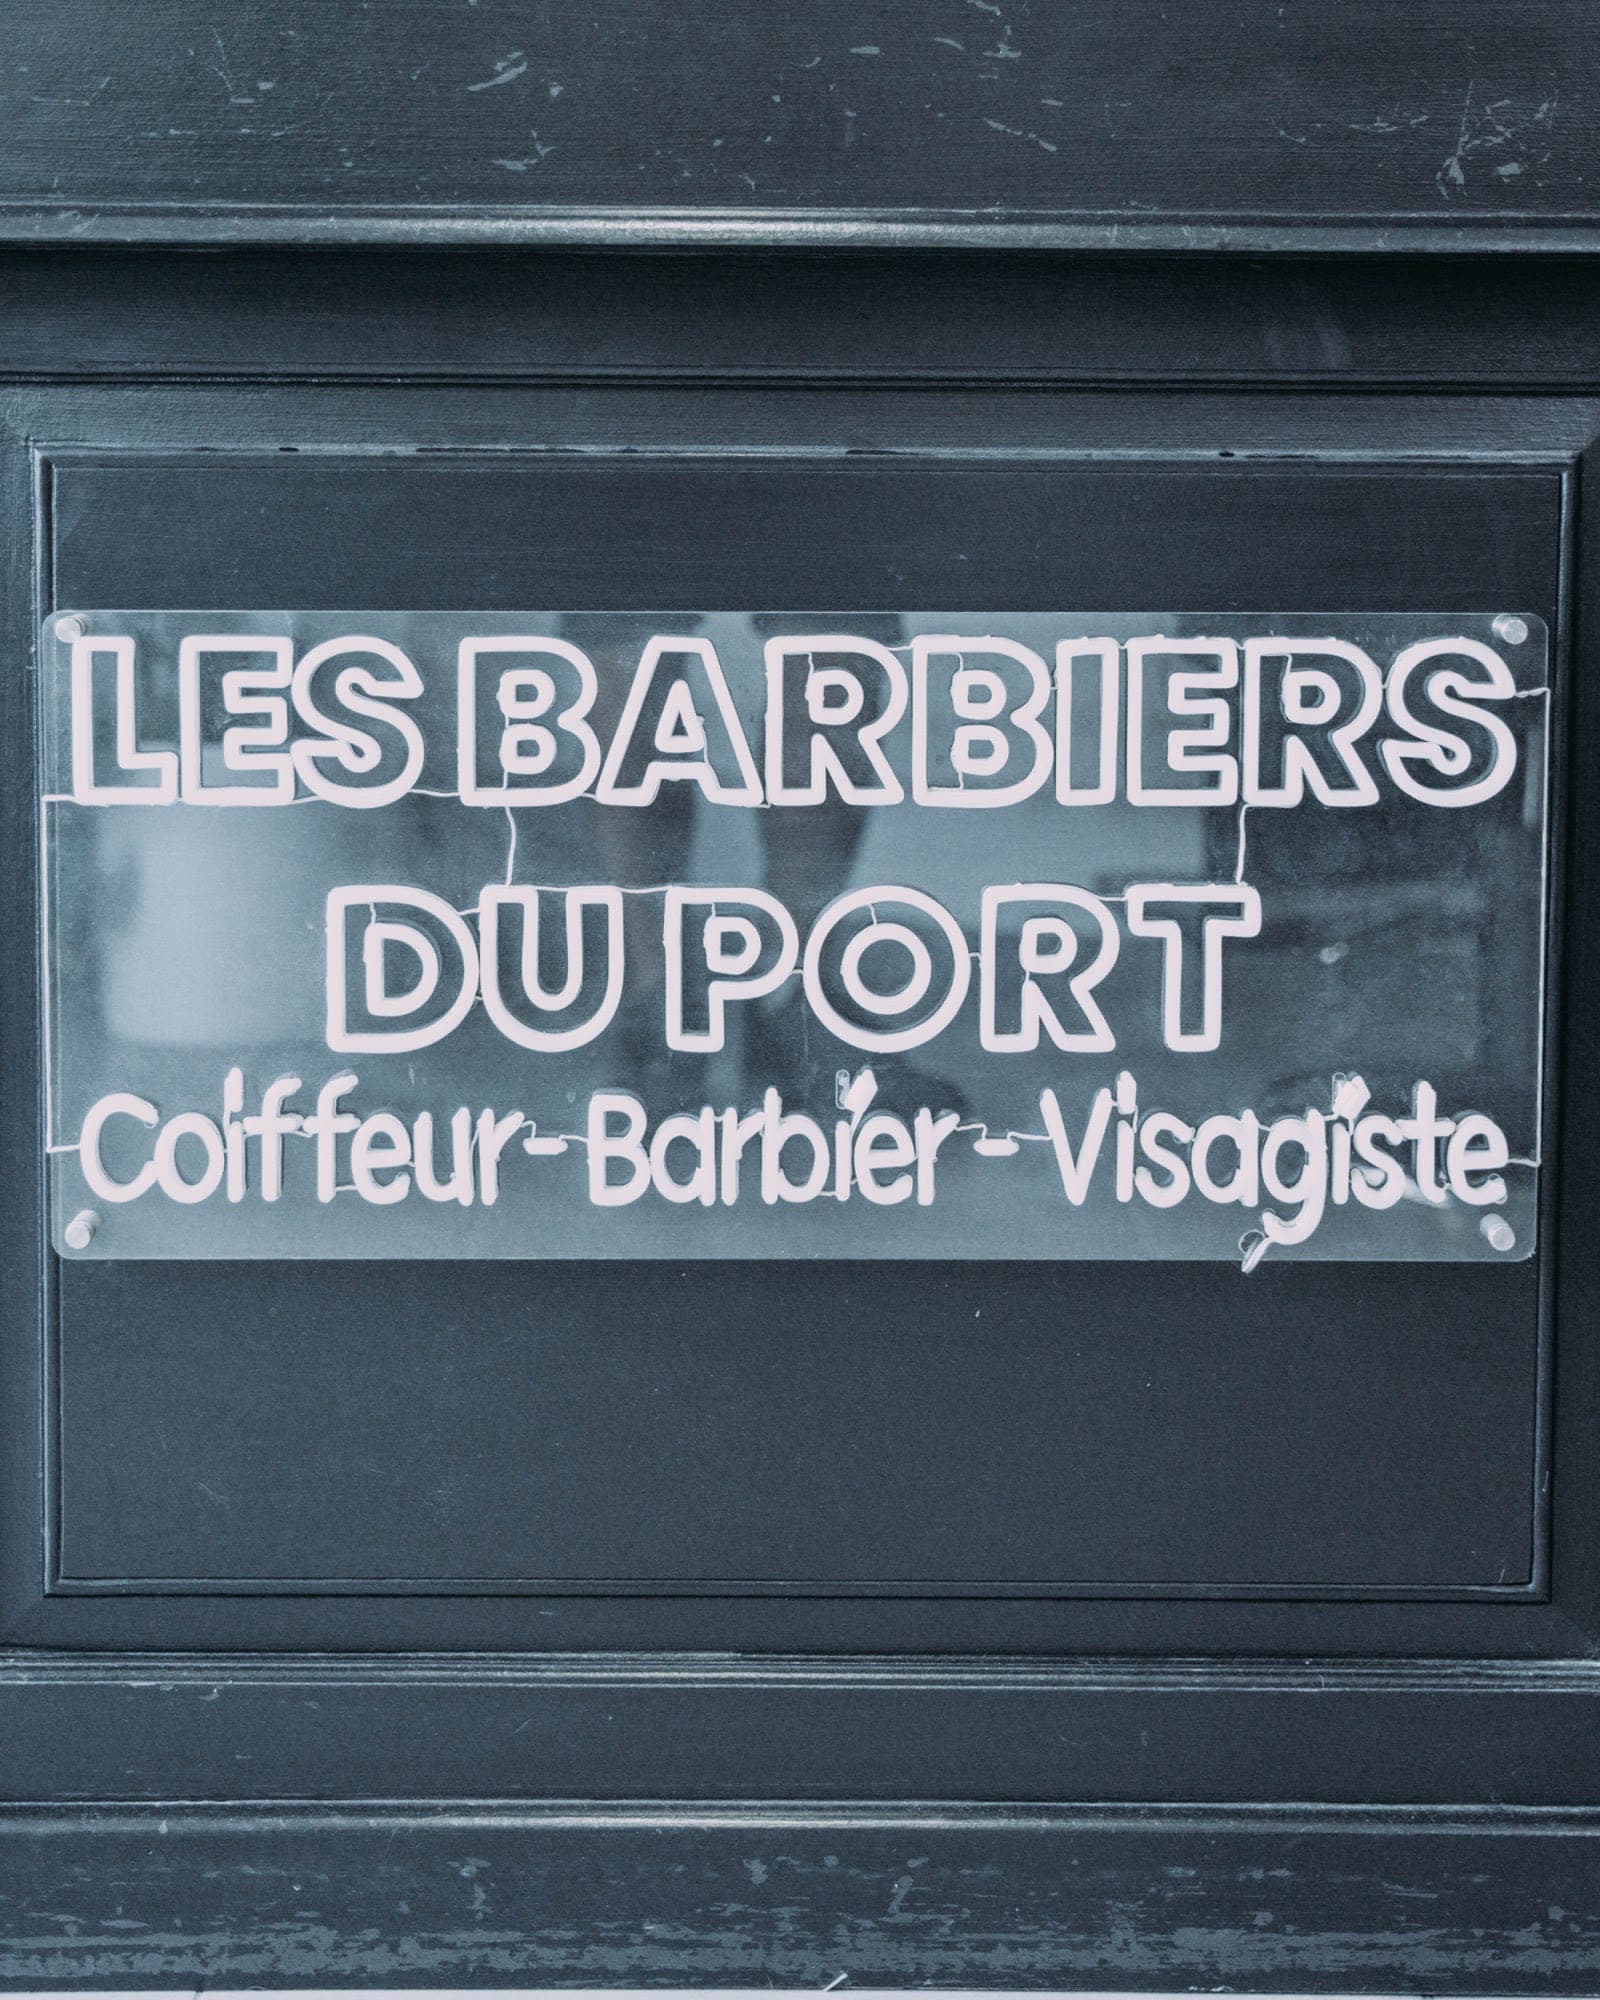 LES BARBIERS
DU PORT
Coiffeur-Barbier-Visagiste